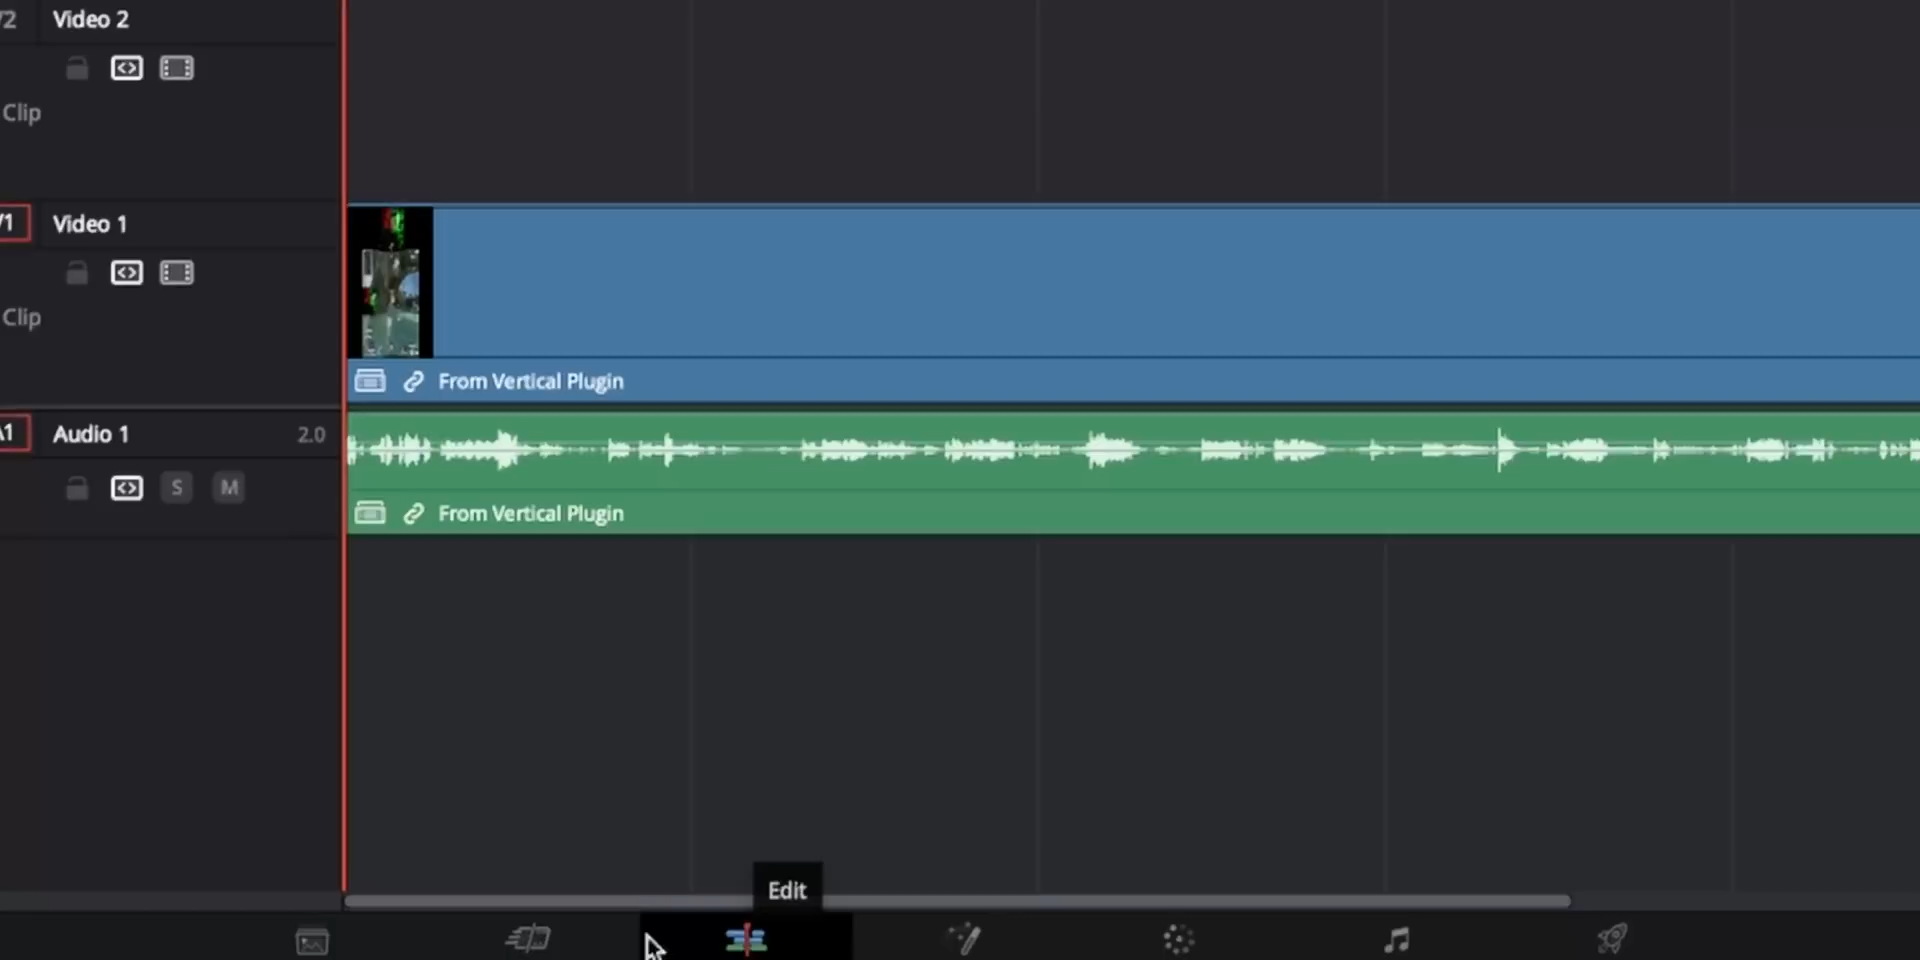 V2 Video 2
Clip
V1 Video 1
Clip
From Vertical Plugin
A1 Audio 1 2.0
S M
From Vertical Plugin
Edit